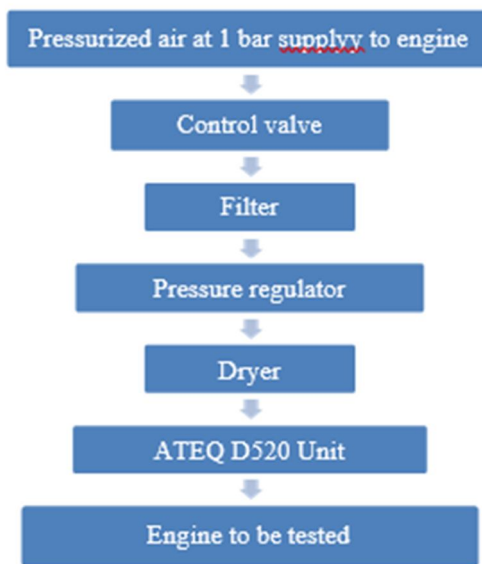 Pressurized air at 1 bar supplyy to engine
Control valve
Filter
Pressure regulator
Dryer
ATEQ D520 Unit
Engine to be tested